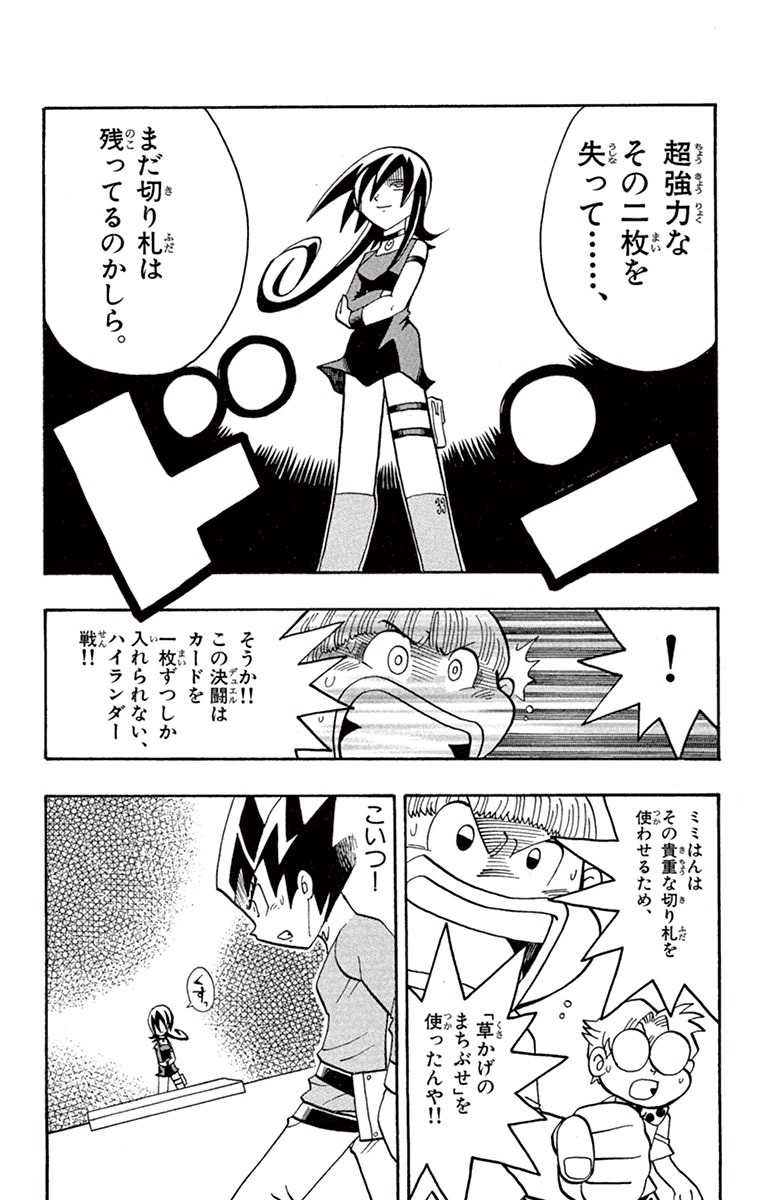 超強力な
その二枚を
失って……、
まだ切り札は
残ってるのかしら。
ドーン
！
そうか!!
この決闘は
カードを
一枚ずつしか
入れられない、
ハイランダー
戦!!
ミミはんは
その貴重な切り札を
使わせるため、
「草かげの
まちぶせ」を
使ったんや!!
こいつ！
くすっ
33